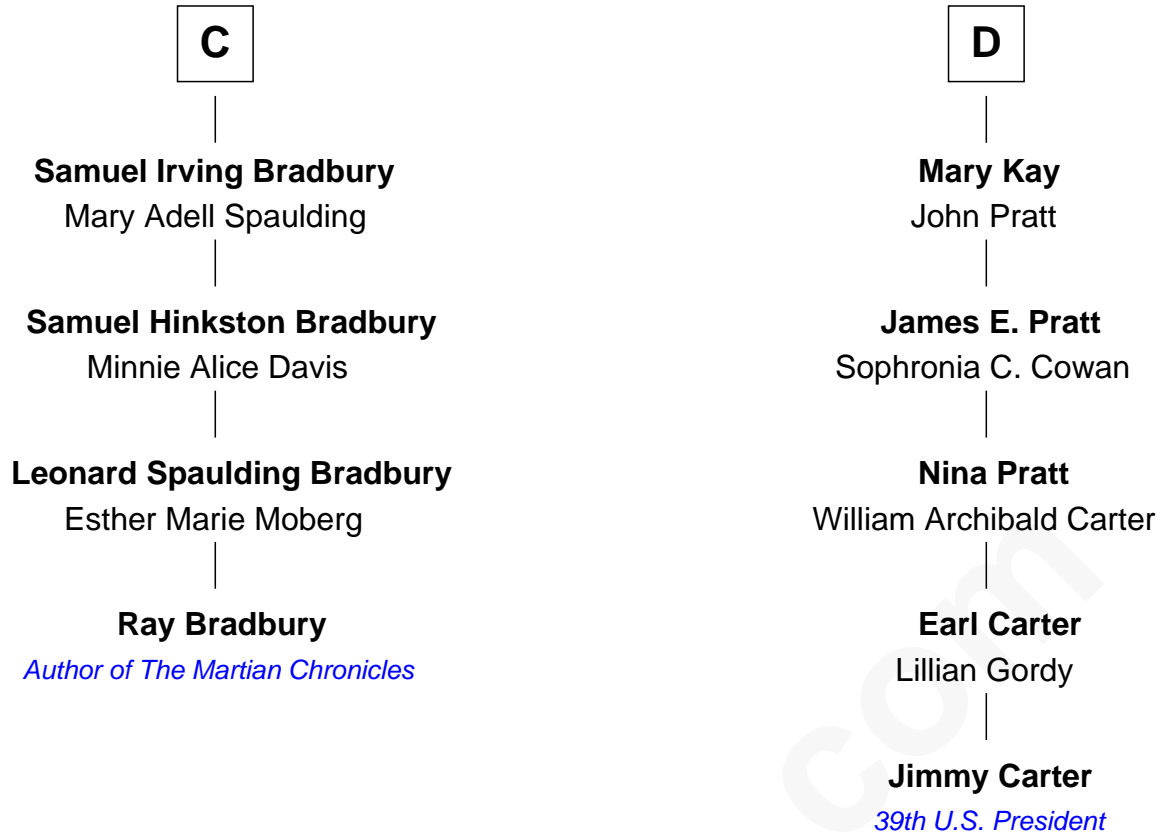 C
Samuel Irving Bradbury
Mary Adell Spaulding
Samuel Hinkston Bradbury
Minnie Alice Davis
Leonard Spaulding Bradbury
Esther Marie Moberg
Ray Bradbury
Author of The Martian Chronicles
D
Mary Kay
John Pratt
James E. Pratt
Sophronia C. Cowan
Nina Pratt
William Archibald Carter
Earl Carter
Lillian Gordy
Jimmy Carter
39th U.S. President
com